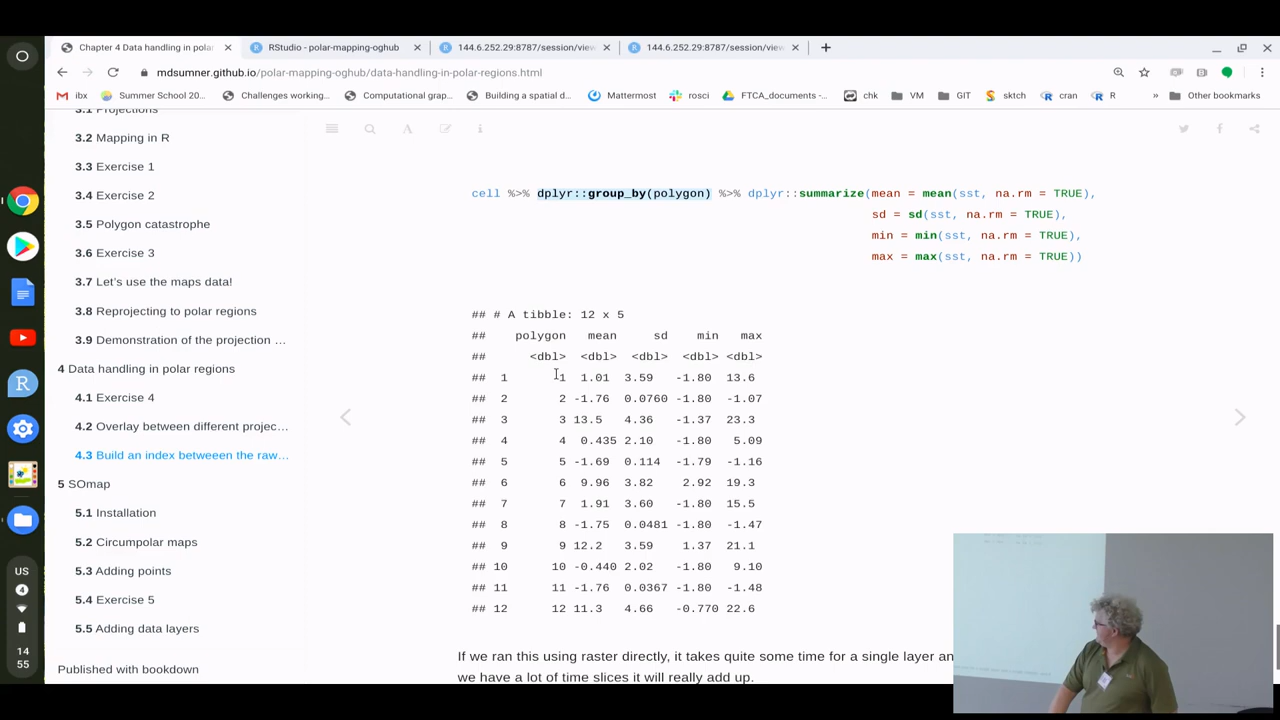 Chapter 4 Data handling in pola
RStudio - polar-mapping-oghub
144.6.252.29:8787/session/view
144.6.252.29:8787/session/view
mdsumner.github.io/polar-mapping-oghub/data-handling-in-polar-regions.html
ibx
Summer School 20...
Challenges working...
Computational grap...
Building a spatial d...
Mattermost
rosci
FTCA_documents -...
chk
VM
GIT
sktch
cran
R
»
Other bookmarks
3.1 Projections
3.2 Mapping in R
3.3 Exercise 1
3.4 Exercise 2
3.5 Polygon catastrophe
3.6 Exercise 3
3.7 Let's use the maps data!
3.8 Reprojecting to polar regions
3.9 Demonstration of the projection ...
4 Data handling in polar regions
4.1 Exercise 4
4.2 Overlay between different projec...
4.3 Build an index betweeen the raw...
5 SOmap
5.1 Installation
5.2 Circumpolar maps
5.3 Adding points
5.4 Exercise 5
5.5 Adding data layers
Published with bookdown
US
4
14
55
cell %>% dplyr::group_by(polygon) %>% dplyr::summarize(mean = mean(sst, na.rm = TRUE),
sd = sd(sst, na.rm = TRUE),
min = min(sst, na.rm = TRUE),
max = max(sst, na.rm = TRUE))
## # A tibble: 12 x 5
## polygon mean sd min max
## <dbl> <dbl> <dbl> <dbl> <dbl>
## 1 1 1.01 3.59 -1.80 13.6
## 2 2 -1.76 0.0760 -1.80 -1.07
## 3 3 13.5 4.36 -1.37 23.3
## 4 4 0.435 2.10 -1.80 5.09
## 5 5 -1.69 0.114 -1.79 -1.16
## 6 6 9.96 3.82 2.92 19.3
## 7 7 1.91 3.60 -1.80 15.5
## 8 8 -1.75 0.0481 -1.80 -1.47
## 9 9 12.2 3.59 1.37 21.1
## 10 10 -0.440 2.02 -1.80 9.10
## 11 11 -1.76 0.0367 -1.80 -1.48
## 12 12 11.3 4.66 -0.770 22.6
If we ran this using raster directly, it takes quite some time for a single layer an
we have a lot of time slices it will really add up.